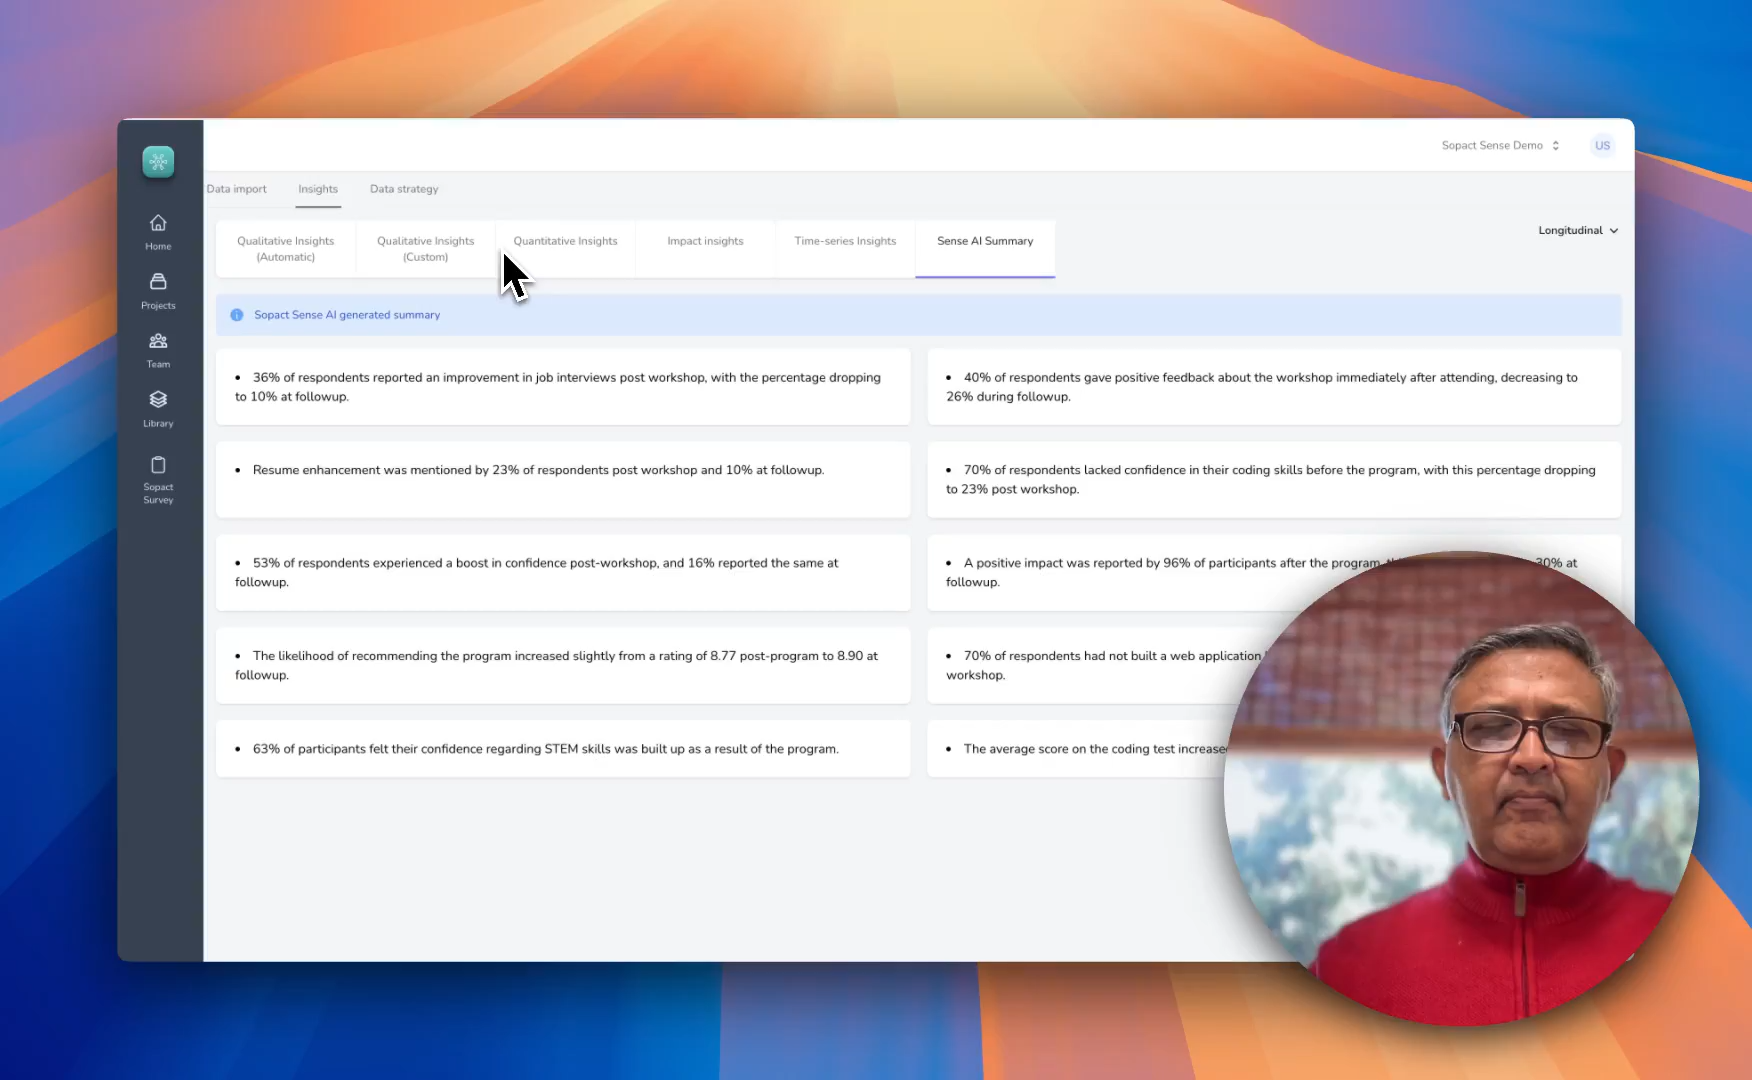 Sopact Sense Demo
US
Data import
Insights
Data strategy
Home
Projects
Team
Library
Sopact
Survey
Qualitative Insights
(Automatic)
Qualitative Insights
(Custom)
Quantitative Insights
Impact insights
Time-series Insights
Sense AI Summary
Longitudinal
Sopact Sense AI generated summary
• 36% of respondents reported an improvement in job interviews post workshop, with the percentage dropping
to 10% at followup.
• 40% of respondents gave positive feedback about the workshop immediately after attending, decreasing to
26% during followup.
• Resume enhancement was mentioned by 23% of respondents post workshop and 10% at followup.
• 70% of respondents lacked confidence in their coding skills before the program, with this percentage dropping
to 23% post workshop.
• 53% of respondents experienced a boost in confidence post-workshop, and 16% reported the same at
followup.
• A positive impact was reported by 96% of participants after the program, 30% at
followup.
• The likelihood of recommending the program increased slightly from a rating of 8.77 post-program to 8.90 at
followup.
• 70% of respondents had not built a web application
workshop.
• 63% of participants felt their confidence regarding STEM skills was built up as a result of the program.
• The average score on the coding test increased